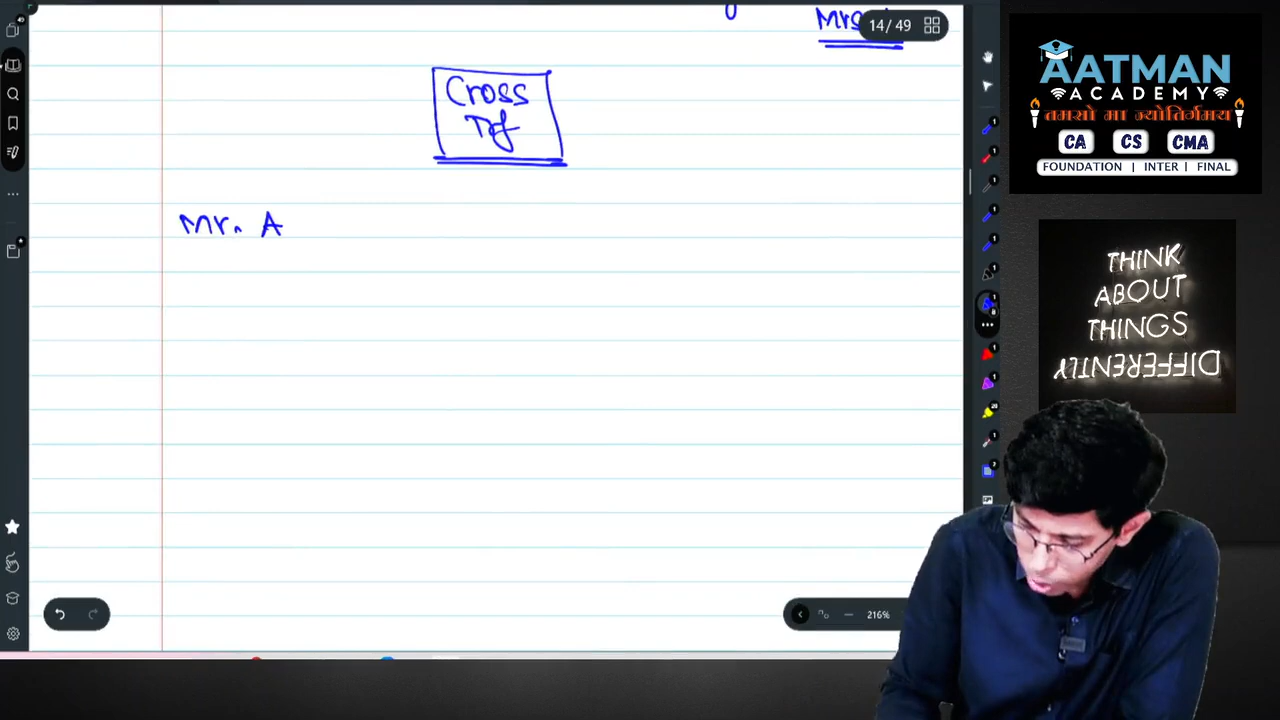 Mrs.
14/49
Cross
Trf
Mr. A
216%
AATMAN
ACADEMY
तमसो मा ज्योतिर्गमय
CA CS CMA
FOUNDATION | INTER | FINAL
THINK
ABOUT
THINGS
DIFFERENTLY